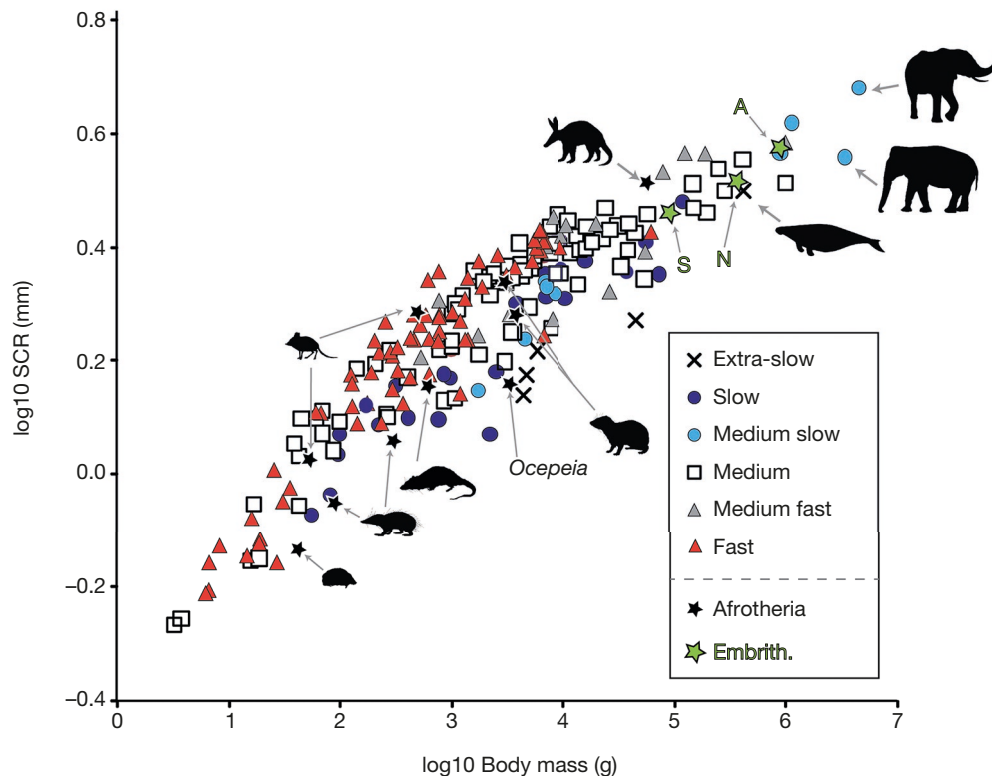 0.8
0.6
0.4
0.2
0.0
−0.2
−0.4
log10 SCR (mm)
0 1 2 3 4 5 6 7
log10 Body mass (g)
A
S
N
Ocepeia
Extra-slow
Slow
Medium slow
Medium
Medium fast
Fast
Afrotheria
Embrith.